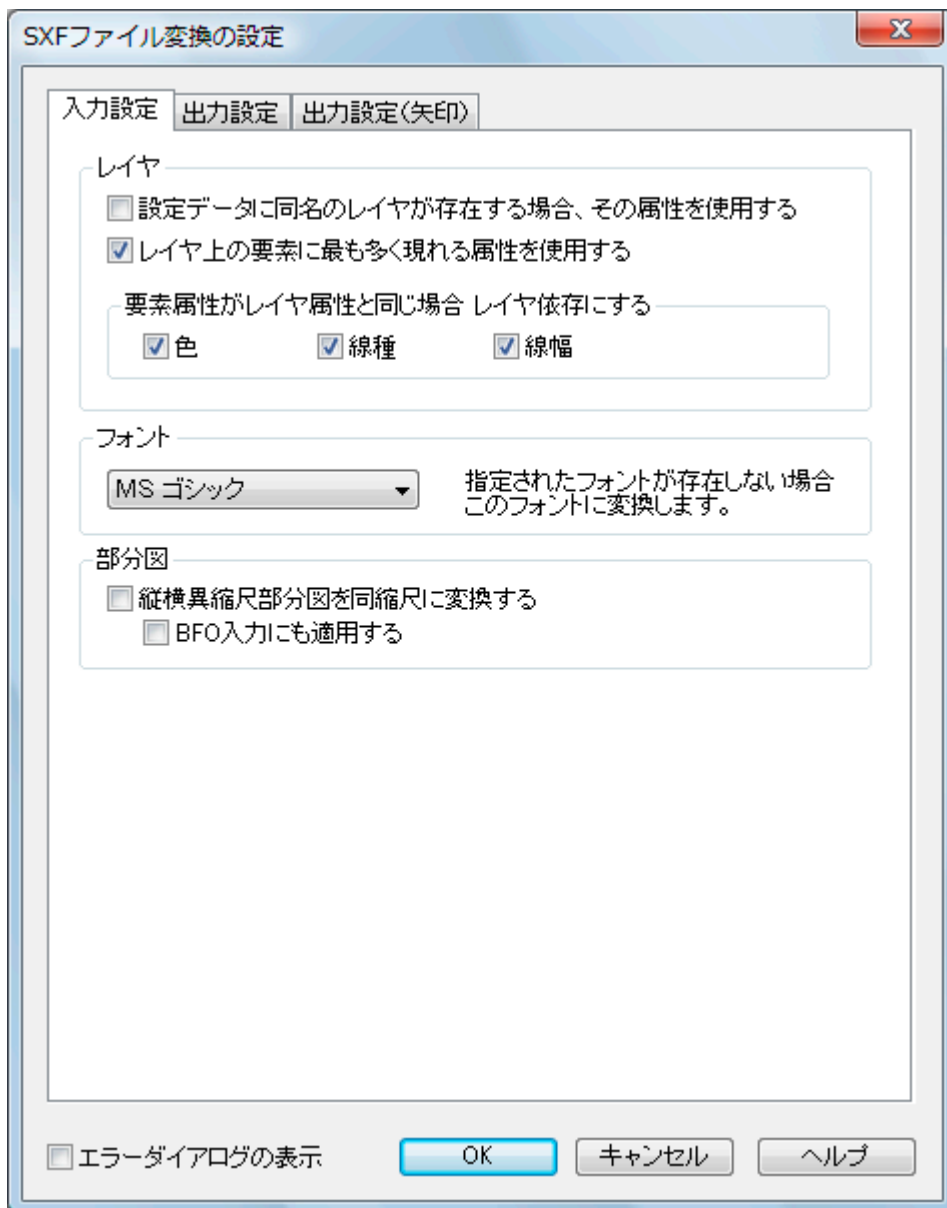 SXFファイル変換の設定
入力設定 出力設定 出力設定(矢印)
レイヤ
設定データに同名のレイヤが存在する場合、その属性を使用する
レイヤ上の要素に最も多く現れる属性を使用する
要素属性がレイヤ属性と同じ場合 レイヤ依存にする
色 線種 線幅
フォント
MS ゴシック
指定されたフォントが存在しない場合
このフォントに変換します。
部分図
縦横異縮尺部分図を同縮尺に変換する
BFO入力にも適用する
エラーダイアログの表示 OK キャンセル ヘルプ